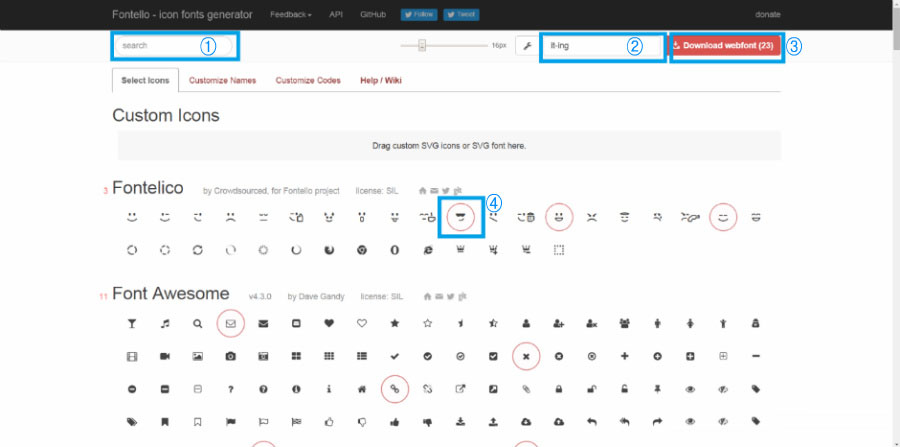 Fontello - icon fonts generator Feedback API GitHub Follow Tweet donate
search ① 16px it-ing ② Download webfont (23) ③
Select Icons Customize Names Customize Codes Help / Wiki
Custom Icons
Drag custom SVG icons or SVG font here.
3 Fontelico by Crowdsourced, for Fontello project license: SIL
④
11 Font Awesome v4.3.0 by Dave Gandy license: SIL